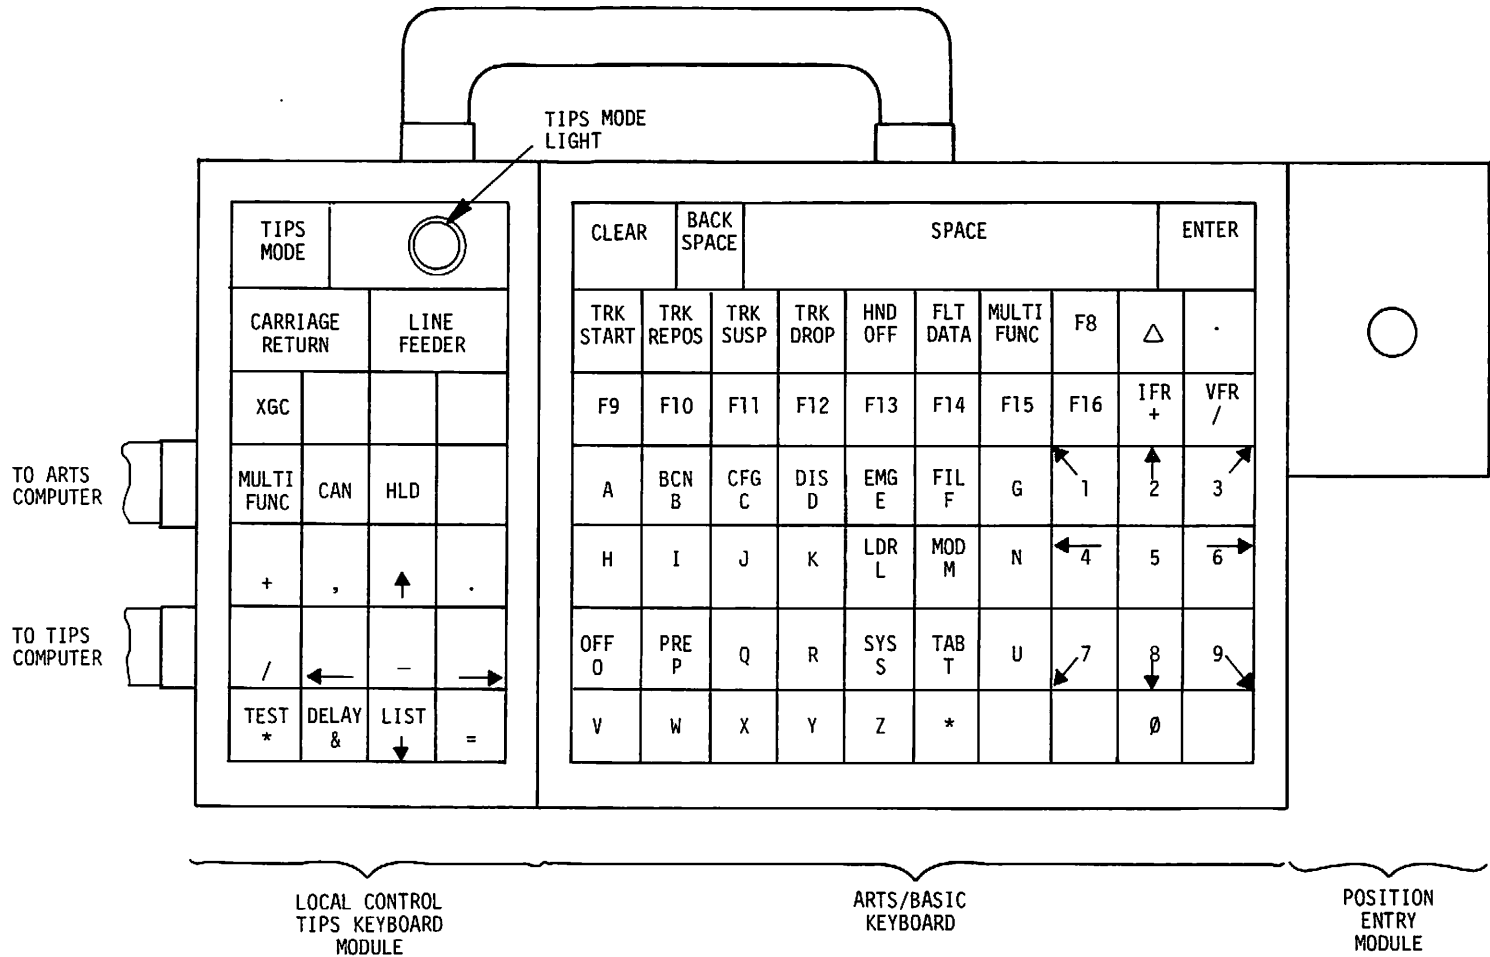 TIPS MODE
LIGHT
TIPS
MODE
CARRIAGE
RETURN
LINE
FEEDER
XGC
MULTI
FUNC
CAN
HLD
+
,
.
/
–
TEST
*
DELAY
&
LIST
=
TO ARTS
COMPUTER
TO TIPS
COMPUTER
CLEAR
BACK
SPACE
SPACE
ENTER
TRK
START
TRK
REPOS
TRK
SUSP
TRK
DROP
HND
OFF
FLT
DATA
MULTI
FUNC
F8
△
.
F9
F10
F11
F12
F13
F14
F15
F16
IFR
+
VFR
/
A
BCN
B
CFG
C
DIS
D
EMG
E
FIL
F
G
1
2
3
H
I
J
K
LDR
L
MOD
M
N
4
5
6
OFF
O
PRE
P
Q
R
SYS
S
TAB
T
U
7
8
9
V
W
X
Y
Z
*
Ø
LOCAL CONTROL
TIPS KEYBOARD
MODULE
ARTS/BASIC
KEYBOARD
POSITION
ENTRY
MODULE